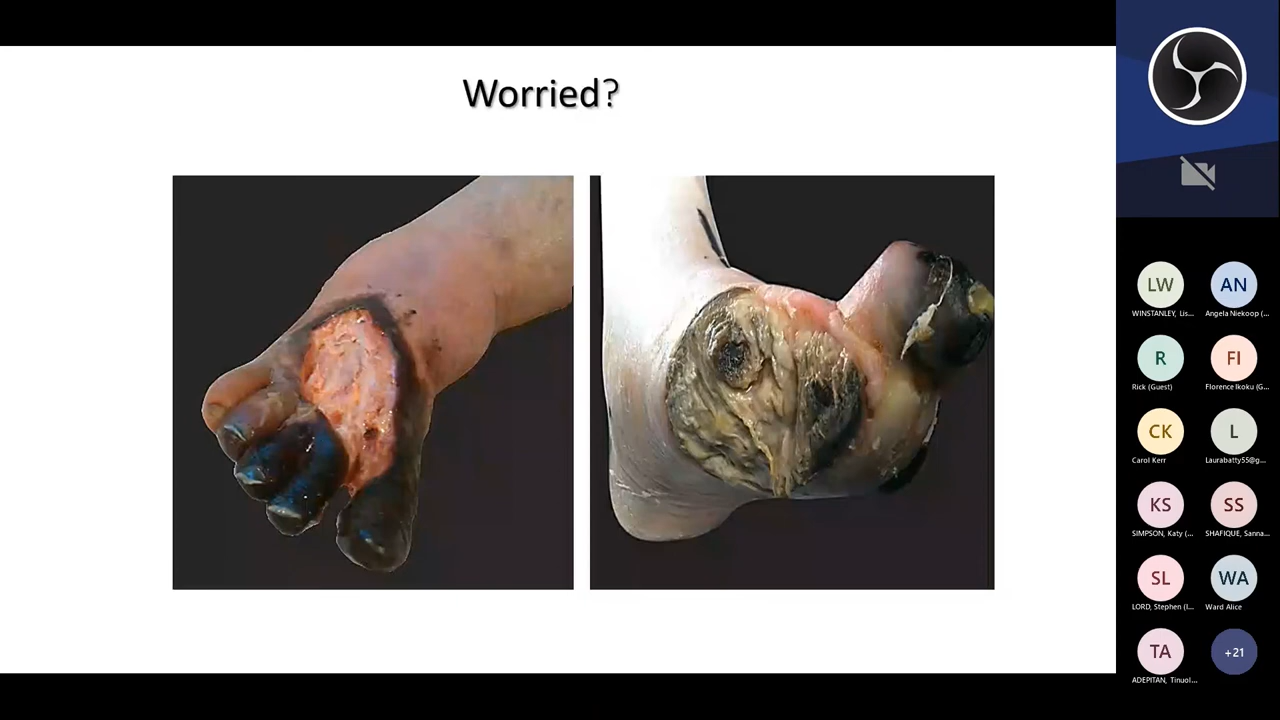 Worried?
LW
AN
WINSTANLEY, Lis...
Angela Niekoop (...
R
FI
Rick (Guest)
Florence Ikoku (G...
CK
L
Carol Kerr
Laurabatty55@g...
KS
SS
SIMPSON, Katy (...
SHAFIQUE, Sanna...
SL
WA
LORD, Stephen (I...
Ward Alice
TA
+21
ADEPITAN, Tinuol...